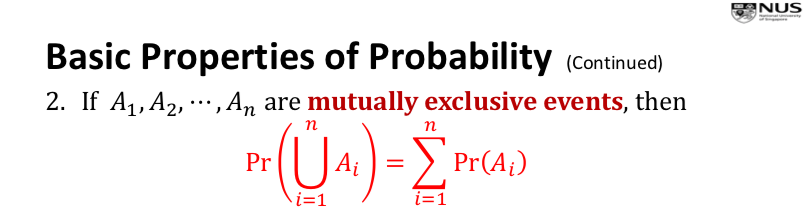 NUS
National University
of Singapore
Basic Properties of Probability (Continued)
2. If A₁, A₂, ⋯, Aₙ are mutually exclusive events, then
Pr(⋃ᵢ₌₁ⁿ Aᵢ) = ∑ᵢ₌₁ⁿ Pr(Aᵢ)